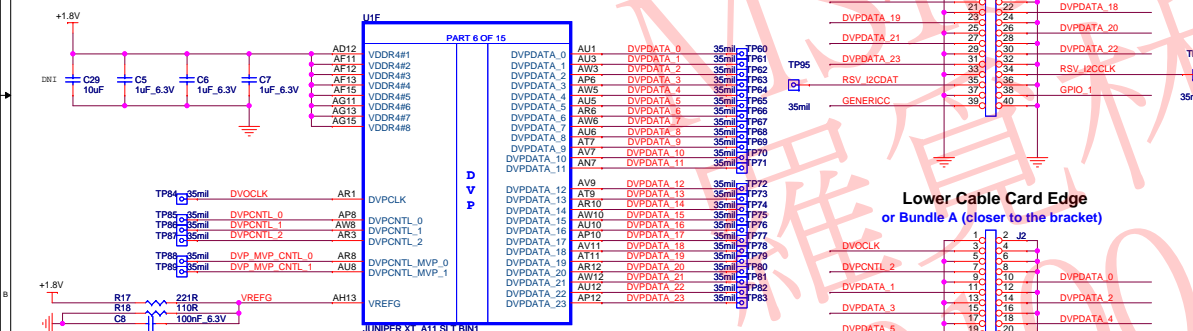 +1.8V
DNI
C29
10uF
C5
1uF_6.3V
C6
1uF_6.3V
C7
1uF_6.3V
U1F
PART 6 OF 15
AD12 VDDR4#1
AF11 VDDR4#2
AF12 VDDR4#3
AF13 VDDR4#4
AF15 VDDR4#5
AG11 VDDR4#6
AG13 VDDR4#7
AG15 VDDR4#8
DVPDATA_0 AU1 DVPDATA_0 35mil TP60
DVPDATA_1 AU3 DVPDATA_1 35mil TP61
DVPDATA_2 AW3 DVPDATA_2 35mil TP62
DVPDATA_3 AP6 DVPDATA_3 35mil TP63
DVPDATA_4 AW5 DVPDATA_4 35mil TP64
DVPDATA_5 AU5 DVPDATA_5 35mil TP65
DVPDATA_6 AR6 DVPDATA_6 35mil TP66
DVPDATA_7 AW6 DVPDATA_7 35mil TP67
DVPDATA_8 AU6 DVPDATA_8 35mil TP68
DVPDATA_9 AT7 DVPDATA_9 35mil TP69
DVPDATA_10 AV7 DVPDATA_10 35mil TP70
DVPDATA_11 AN7 DVPDATA_11 35mil TP71
DVPDATA_12 AV9 DVPDATA_12 35mil TP72
DVPDATA_13 AT9 DVPDATA_13 35mil TP73
DVPDATA_14 AR10 DVPDATA_14 35mil TP74
DVPDATA_15 AW10 DVPDATA_15 35mil TP75
DVPDATA_16 AU10 DVPDATA_16 35mil TP76
DVPDATA_17 AP10 DVPDATA_17 35mil TP77
DVPDATA_18 AV11 DVPDATA_18 35mil TP78
DVPDATA_19 AT11 DVPDATA_19 35mil TP79
DVPDATA_20 AR12 DVPDATA_20 35mil TP80
DVPDATA_21 AW12 DVPDATA_21 35mil TP81
DVPDATA_22 AU12 DVPDATA_22 35mil TP82
DVPDATA_23 AP12 DVPDATA_23 35mil TP83
DVP
TP84 35mil DVOCLK AR1 DVPCLK
TP85 35mil DVPCNTL_0 AP8 DVPCNTL_0
TP86 35mil DVPCNTL_1 AW8 DVPCNTL_1
TP87 35mil DVPCNTL_2 AR3 DVPCNTL_2
TP88 35mil DVP_MVP_CNTL_0 AR8 DVPCNTL_MVP_0
TP89 35mil DVP_MVP_CNTL_1 AU8 DVPCNTL_MVP_1
+1.8V
R17 221R VREFG AH13 VREFG
R18 110R
C8 100nF_6.3V
JUNIPER XT A11 SLT BIN1
B
21 22 DVPDATA_18
DVPDATA_19 23 24
25 26 DVPDATA_20
DVPDATA_21 27 28
29 30 DVPDATA_22
DVPDATA_23 31 32
33 34 RSV_I2CCLK
TP95 RSV_I2CDAT 35 36
37 38 GPIO_1
35mil GENERICC 39 40
35m
Lower Cable Card Edge
or Bundle A (closer to the bracket)
J2
1 2
DVOCLK 3 4
5 6
DVPCNTL_2 7 8
9 10 DVPDATA_0
DVPDATA_1 11 12
13 14 DVPDATA_2
DVPDATA_3 15 16
17 18 DVPDATA_4
DVPDATA_5 19 20